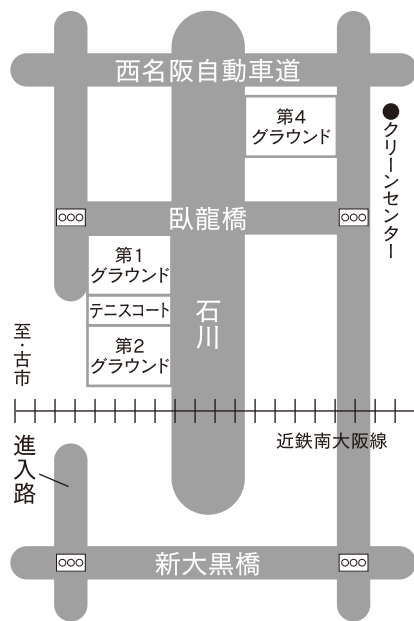 西名阪自動車道
第4
グラウンド
クリーンセンター
臥龍橋
第1
グラウンド
テニスコート
第2
グラウンド
石川
至・古市
近鉄南大阪線
進入路
新大黒橋